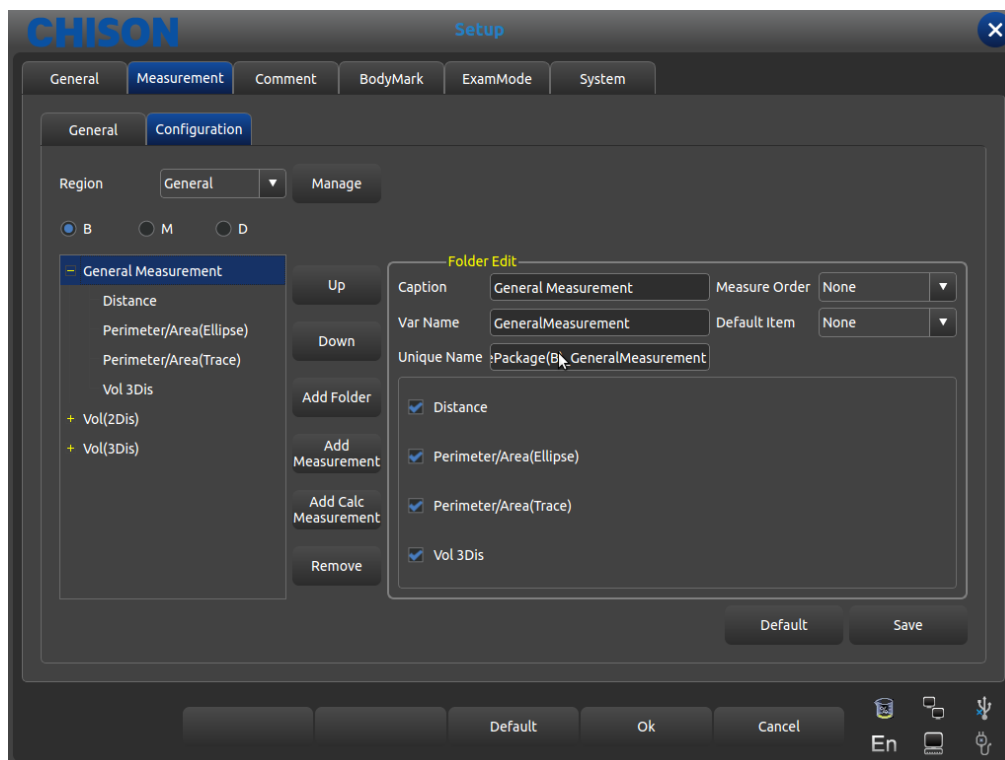 CHISON
Setup
General Measurement Comment BodyMark ExamMode System
General Configuration
Region General Manage
B M D
General Measurement
Distance
Perimeter/Area(Ellipse)
Perimeter/Area(Trace)
Vol 3Dis
+ Vol(2Dis)
+ Vol(3Dis)
Up
Down
Add Folder
Add
Measurement
Add Calc
Measurement
Remove
Folder Edit
Caption General Measurement Measure Order None
Var Name GeneralMeasurement Default Item None
Unique Name ePackage(B)_GeneralMeasurement
Distance
Perimeter/Area(Ellipse)
Perimeter/Area(Trace)
Vol 3Dis
Default Save
Default Ok Cancel
En